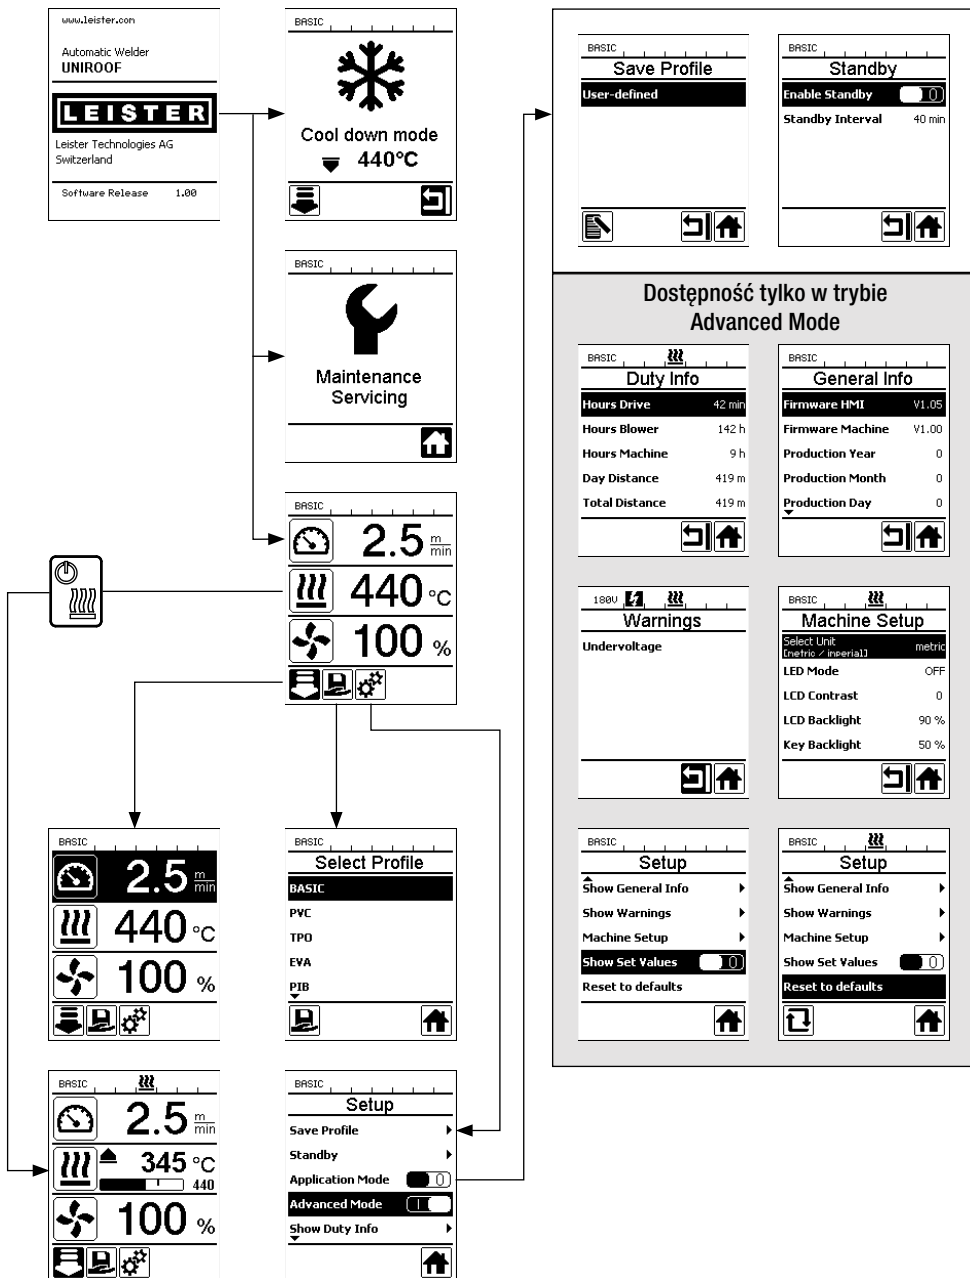 www.leister.com
Automatic Welder
UNIROOF
LEISTER
Leister Technologies AG
Switzerland
Software Release 1.00
BASIC
Cool down mode
440°C
BASIC
Maintenance
Servicing
BASIC
2.5 m/min
440 °C
100 %
BASIC
2.5 m/min
440 °C
100 %
BASIC
Select Profile
BASIC
PVC
TPO
EVA
PIB
BASIC
2.5 m/min
345 °C
440
100 %
BASIC
Setup
Save Profile
Standby
Application Mode 0
Advanced Mode I
Show Duty Info
BASIC
Save Profile
User-defined
BASIC
Standby
Enable Standby 0
Standby Interval 40 min
Dostępność tylko w trybie
Advanced Mode
BASIC
Duty Info
Hours Drive 42 min
Hours Blower 142 h
Hours Machine 9 h
Day Distance 419 m
Total Distance 419 m
BASIC
General Info
Firmware HMI V1.05
Firmware Machine V1.00
Production Year 0
Production Month 0
Production Day 0
180V
Warnings
Undervoltage
BASIC
Machine Setup
Select Unit
[metric / inperial] metric
LED Mode OFF
LCD Contrast 0
LCD Backlight 90 %
Key Backlight 50 %
BASIC
Setup
Show General Info
Show Warnings
Machine Setup
Show Set Values 0
Reset to defaults
BASIC
Setup
Show General Info
Show Warnings
Machine Setup
Show Set Values 0
Reset to defaults